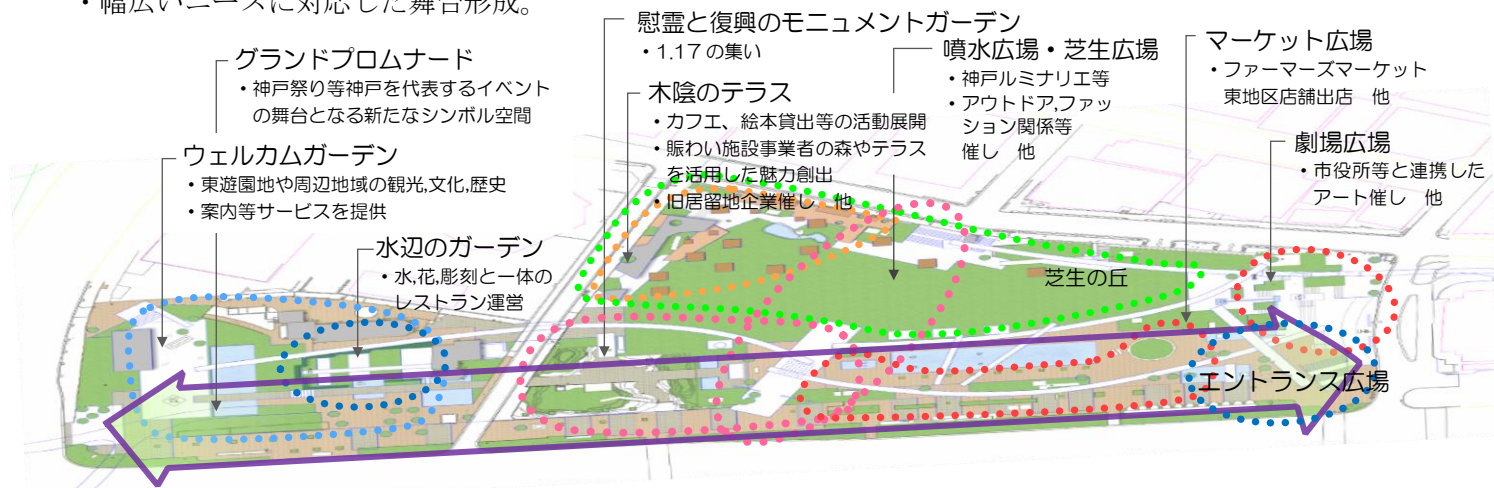 ・幅広いニーズに対応した舞台形成。
グランドプロムナード
・神戸祭り等神戸を代表するイベント
の舞台となる新たなシンボル空間
ウェルカムガーデン
・東遊園地や周辺地域の観光,文化,歴史
・案内等サービスを提供
水辺のガーデン
・水,花,彫刻と一体の
レストラン運営
慰霊と復興のモニュメントガーデン
・1.17の集い
木陰のテラス
・カフェ、絵本貸出等の活動展開
・賑わい施設事業者の森やテラス
を活用した魅力創出
・旧居留地企業催し 他
噴水広場・芝生広場
・神戸ルミナリエ等
・アウトドア,ファッ
ション関係等
催し 他
マーケット広場
・ファーマーズマーケット
東地区店舗出店 他
劇場広場
・市役所等と連携した
アート催し 他
芝生の丘
エントランス広場